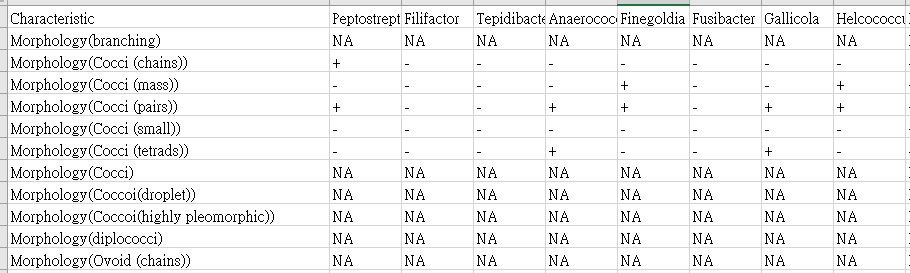 Characteristic Peptostrept Filifactor Tepidibacte Anaerococc Finegoldia Fusibacter Gallicola Helcococcu
Morphology(branching) NA NA NA NA NA NA NA NA
Morphology(Cocci (chains)) + - - - - - - -
Morphology(Cocci (mass)) - - - - + - - +
Morphology(Cocci (pairs)) + - - + + - + +
Morphology(Cocci (small)) - - - - - - - -
Morphology(Cocci (tetrads)) - - - + - - + -
Morphology(Cocci) NA NA NA NA NA NA NA NA
Morphology(Coccoi(droplet)) NA NA NA NA NA NA NA NA
Morphology(Coccoi(highly pleomorphic)) NA NA NA NA NA NA NA NA
Morphology(diplococci) NA NA NA NA NA NA NA NA
Morphology(Ovoid (chains)) NA NA NA NA NA NA NA NA